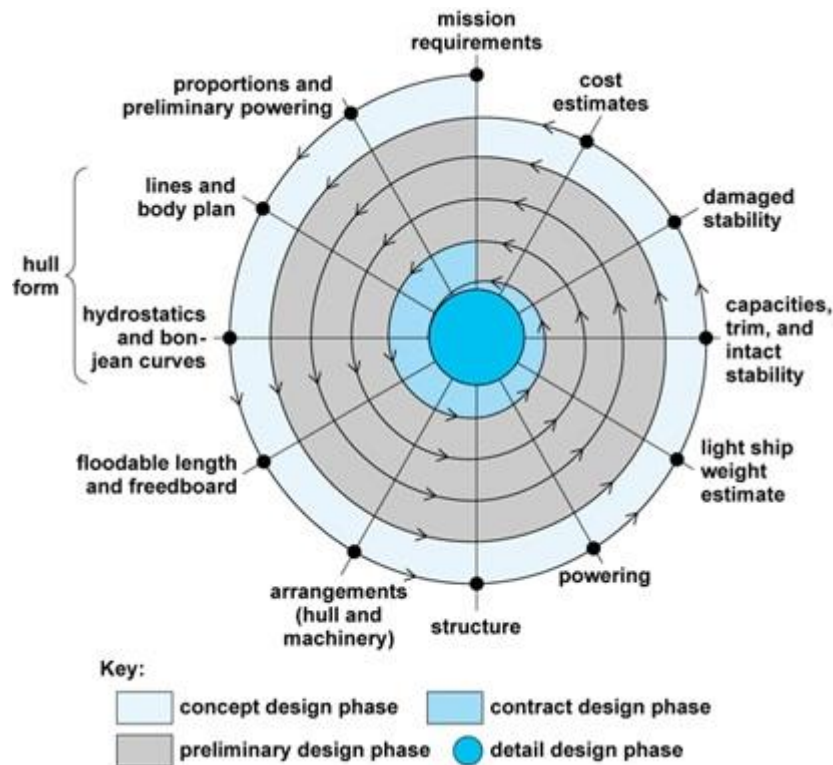 mission
requirements
cost
estimates
proportions and
preliminary powering
lines and
body plan
damaged
stability
hull
form
hydrostatics
and bon-
jean curves
capacities,
trim, and
intact
stability
floodable length
and freedboard
light ship
weight
estimate
arrangements
(hull and
machinery)
structure
powering
Key:
concept design phase
contract design phase
preliminary design phase
detail design phase